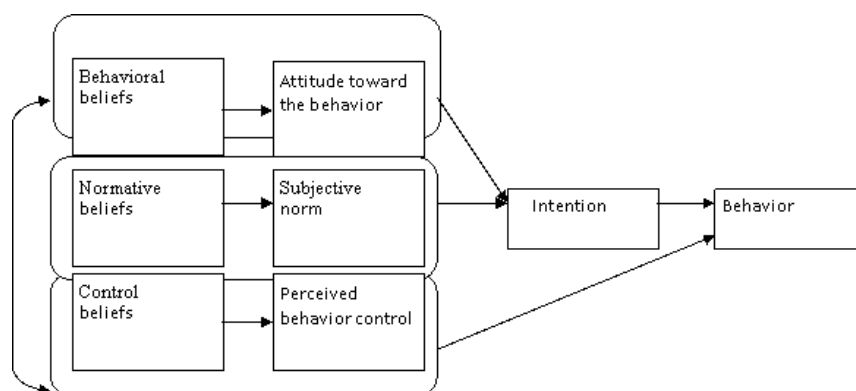 Behavioral
beliefs
Attitude toward
the behavior
Normative
beliefs
Subjective
norm
Intention
Behavior
Control
beliefs
Perceived
behavior control